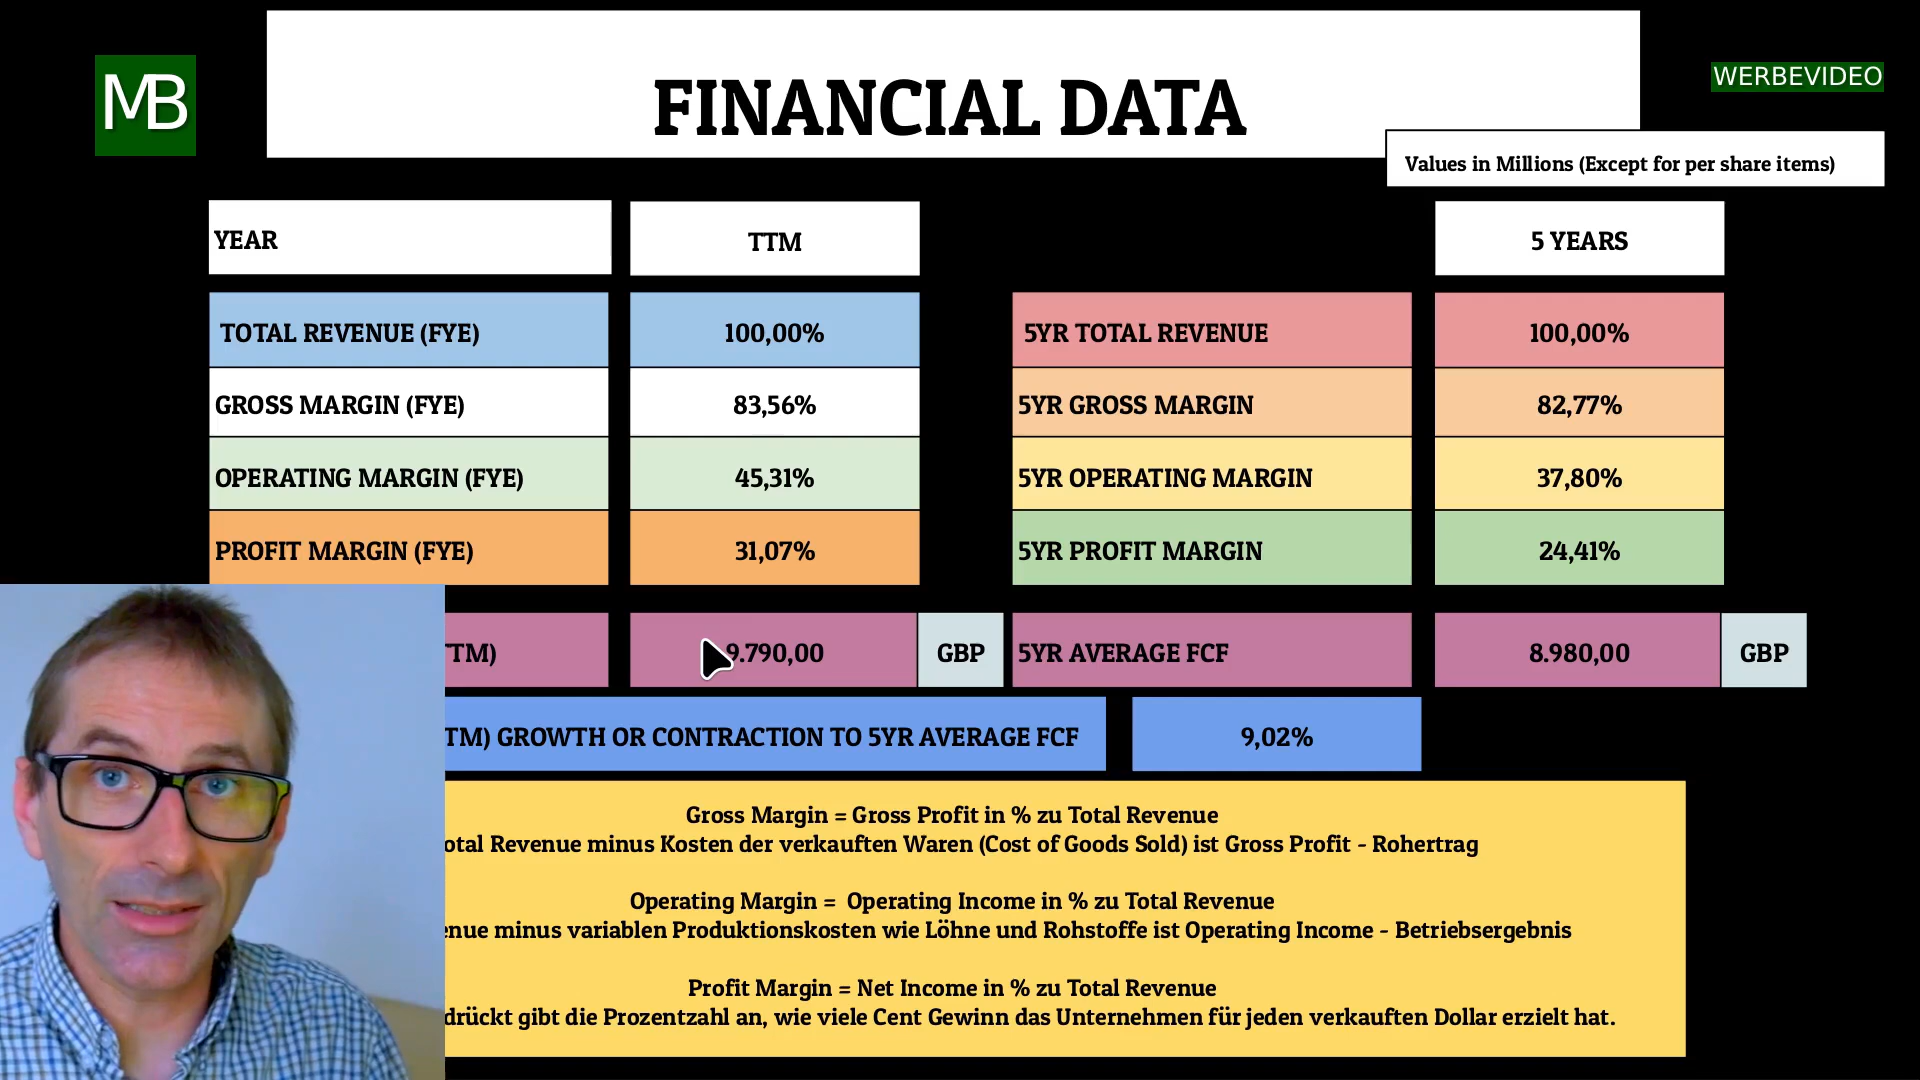 MB
FINANCIAL DATA
WERBEVIDEO
Values in Millions (Except for per share items)
YEAR
TTM
5 YEARS
TOTAL REVENUE (FYE)
100,00%
5YR TOTAL REVENUE
100,00%
GROSS MARGIN (FYE)
83,56%
5YR GROSS MARGIN
82,77%
OPERATING MARGIN (FYE)
45,31%
5YR OPERATING MARGIN
37,80%
PROFIT MARGIN (FYE)
31,07%
5YR PROFIT MARGIN
24,41%
TTM)
9.790,00
GBP
5YR AVERAGE FCF
8.980,00
GBP
TM) GROWTH OR CONTRACTION TO 5YR AVERAGE FCF
9,02%
Gross Margin = Gross Profit in % zu Total Revenue
otal Revenue minus Kosten der verkauften Waren (Cost of Goods Sold) ist Gross Profit - Rohertrag
Operating Margin = Operating Income in % zu Total Revenue
enue minus variablen Produktionskosten wie Löhne und Rohstoffe ist Operating Income - Betriebsergebnis
Profit Margin = Net Income in % zu Total Revenue
drückt gibt die Prozentzahl an, wie viele Cent Gewinn das Unternehmen für jeden verkauften Dollar erzielt hat.